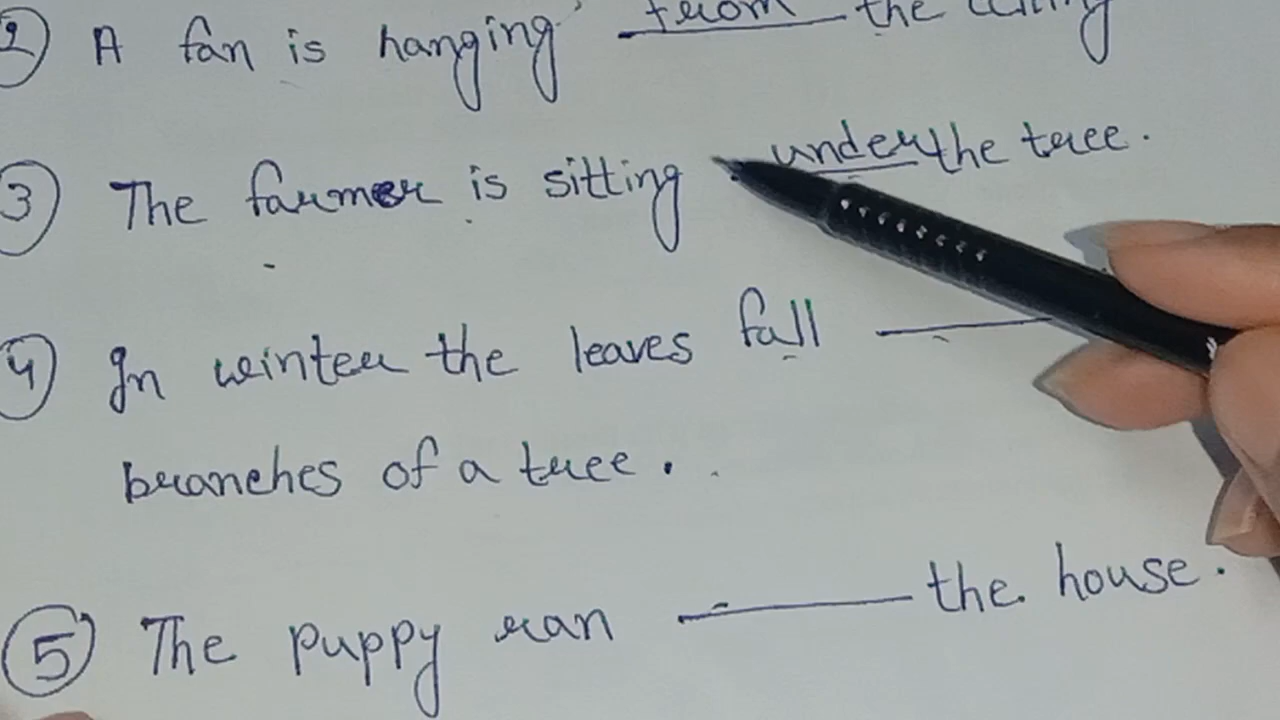 2 A fan is hanging from the ceiling
3 The farmer is sitting under the tree.
4 In winter the leaves fall
branches of a tree.
5 The puppy ran the house.